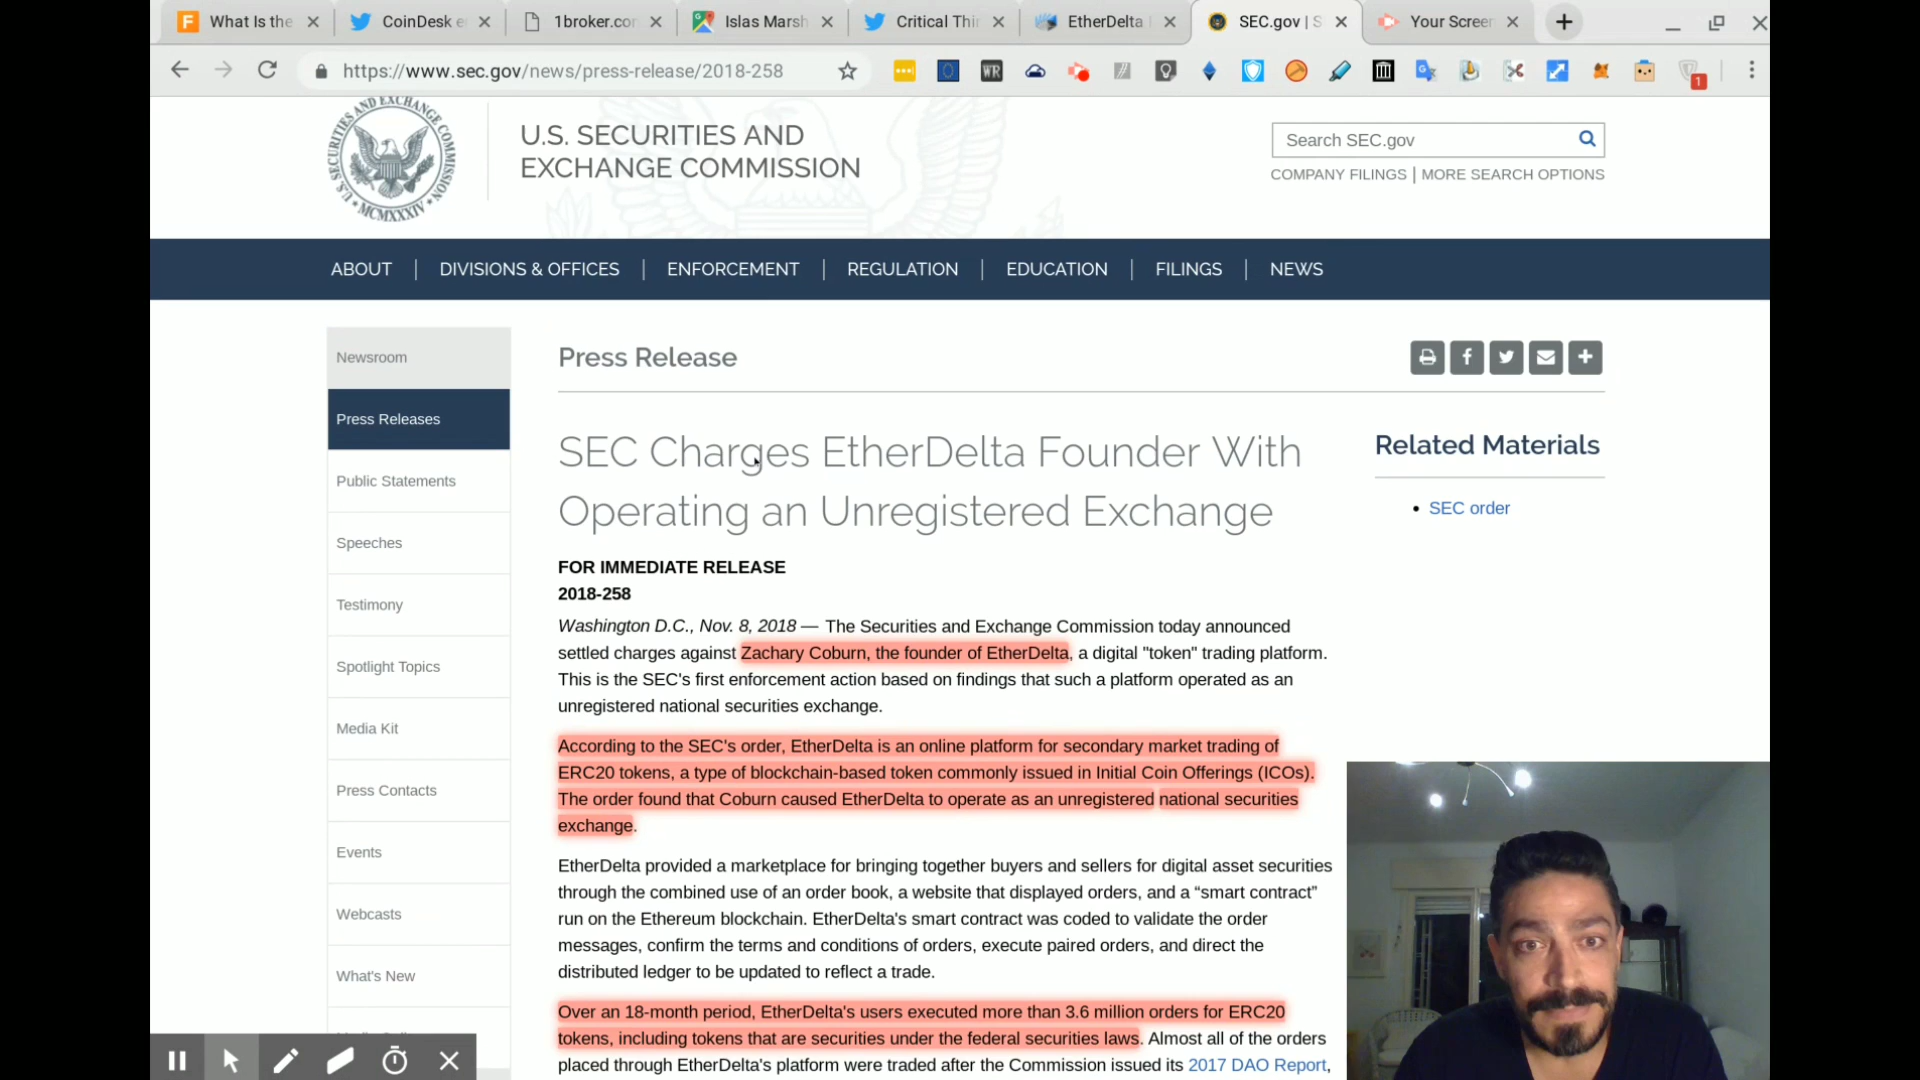 What Is the
CoinDesk e
1broker.co
Islas Marsh
Critical Thi
EtherDelta
SEC.gov | S
Your Screen
https://www.sec.gov/news/press-release/2018-258
WR
1
SECURITIES AND EXCHANGE COMMISSION
MCMXXXIV
U.S. SECURITIES AND
EXCHANGE COMMISSION
Search SEC.gov
COMPANY FILINGS | MORE SEARCH OPTIONS
ABOUT | DIVISIONS & OFFICES | ENFORCEMENT | REGULATION | EDUCATION | FILINGS | NEWS
Newsroom
Press Releases
Public Statements
Speeches
Testimony
Spotlight Topics
Media Kit
Press Contacts
Events
Webcasts
What's New
Press Release
SEC Charges EtherDelta Founder With
Operating an Unregistered Exchange
FOR IMMEDIATE RELEASE
2018-258
Washington D.C., Nov. 8, 2018 — The Securities and Exchange Commission today announced
settled charges against Zachary Coburn, the founder of EtherDelta, a digital "token" trading platform.
This is the SEC's first enforcement action based on findings that such a platform operated as an
unregistered national securities exchange.
According to the SEC's order, EtherDelta is an online platform for secondary market trading of
ERC20 tokens, a type of blockchain-based token commonly issued in Initial Coin Offerings (ICOs).
The order found that Coburn caused EtherDelta to operate as an unregistered national securities
exchange.
EtherDelta provided a marketplace for bringing together buyers and sellers for digital asset securities
through the combined use of an order book, a website that displayed orders, and a “smart contract”
run on the Ethereum blockchain. EtherDelta's smart contract was coded to validate the order
messages, confirm the terms and conditions of orders, execute paired orders, and direct the
distributed ledger to be updated to reflect a trade.
Over an 18-month period, EtherDelta's users executed more than 3.6 million orders for ERC20
tokens, including tokens that are securities under the federal securities laws. Almost all of the orders
placed through EtherDelta's platform were traded after the Commission issued its 2017 DAO Report,
Related Materials
• SEC order